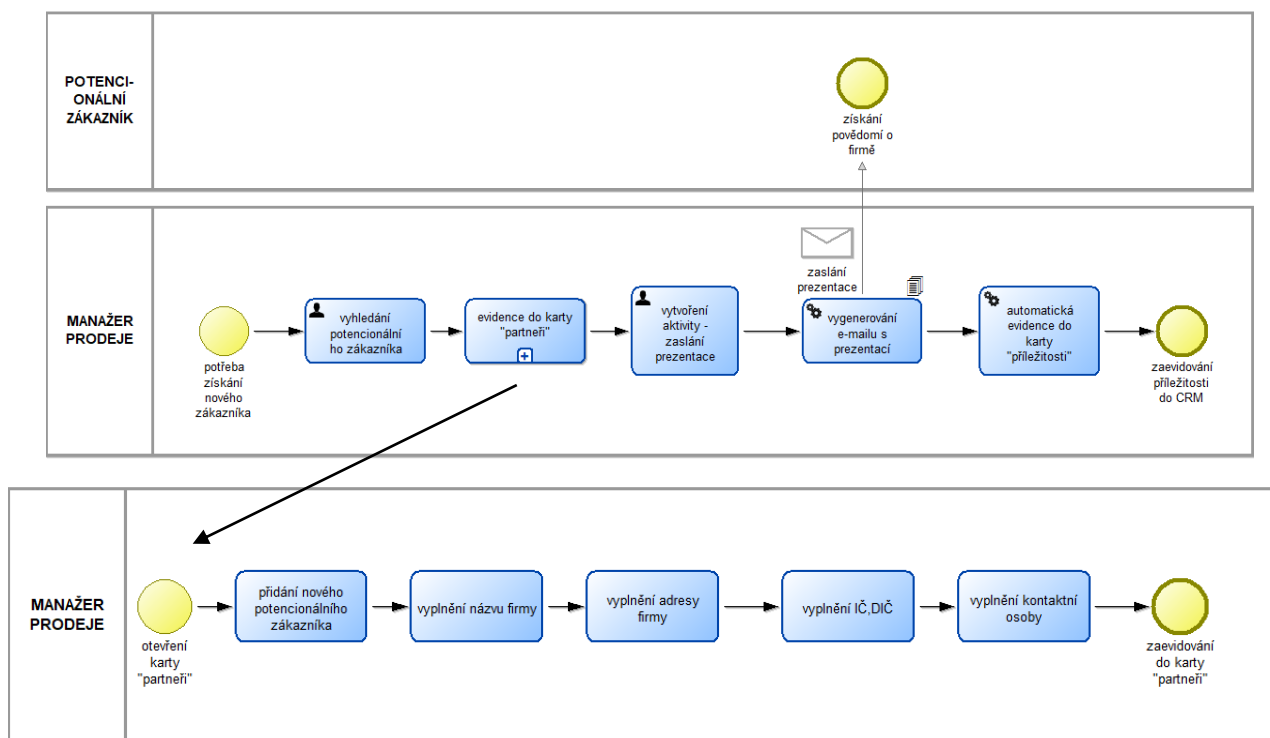 POTENCI-
ONÁLNÍ
ZÁKAZNÍK
získání
povědomí o
firmě
MANAŽER
PRODEJE
potřeba
získání
nového
zákazníka
vyhledání
potencionální
ho zákazníka
evidence do karty
"partneři"
vytvoření
aktivity -
zaslání
prezentace
zaslání
prezentace
vygenerování
e-mailu s
prezentací
automatická
evidence do
karty
"příležitosti"
zaevidování
příležitosti
do CRM
MANAŽER
PRODEJE
otevření
karty
"partneři"
přidání nového
potencionálního
zákazníka
vyplnění názvu firmy
vyplnění adresy
firmy
vyplnění IČ,DIČ
vyplnění kontaktní
osoby
zaevidování
do karty
"partneři"